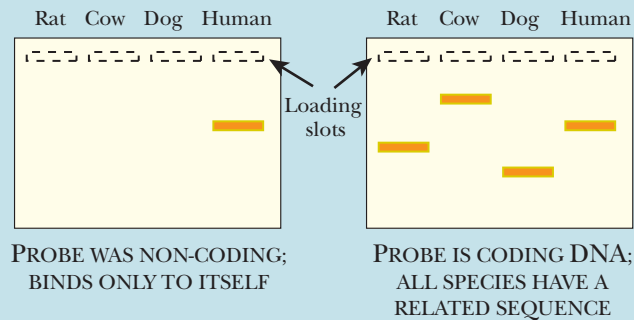 Rat Cow Dog Human
Rat Cow Dog Human
Loading
slots
PROBE WAS NON-CODING;
BINDS ONLY TO ITSELF
PROBE IS CODING DNA;
ALL SPECIES HAVE A
RELATED SEQUENCE